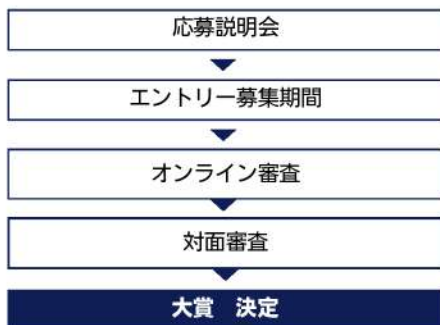 応募説明会
エントリー募集期間
オンライン審査
対面審査
大賞　決定